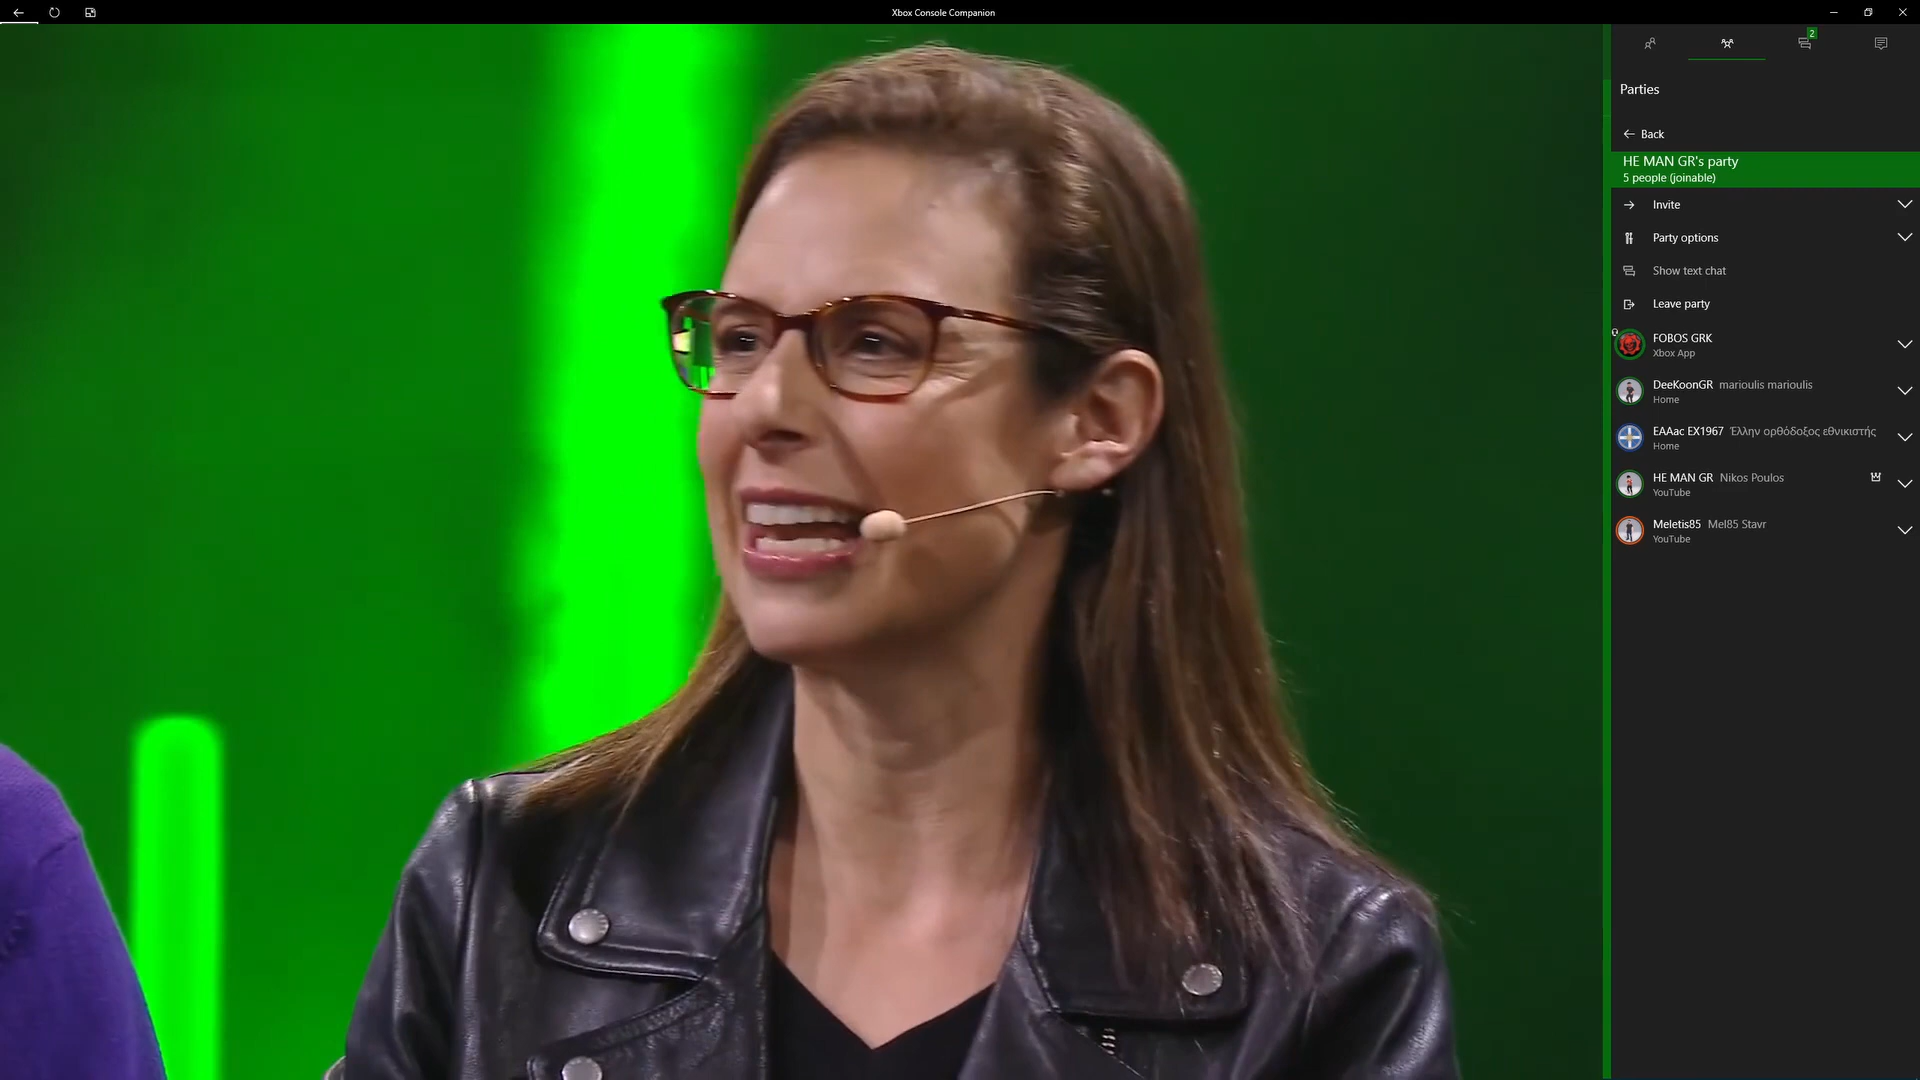 Xbox Console Companion
2
Parties
Back
HE MAN GR's party
5 people (joinable)
Invite
Party options
Show text chat
Leave party
FOBOS GRK
Xbox App
DeeKoonGR marioulis marioulis
Home
EAAac EX1967 Έλλην ορθόδοξος εθνικιστής
Home
HE MAN GR Nikos Poulos
YouTube
Meletis85 Mel85 Stavr
YouTube